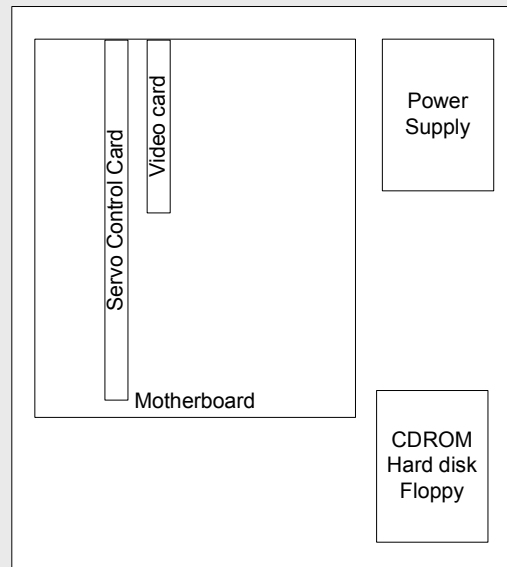 Servo Control Card
Video card
Power
Supply
Motherboard
CDROM
Hard disk
Floppy